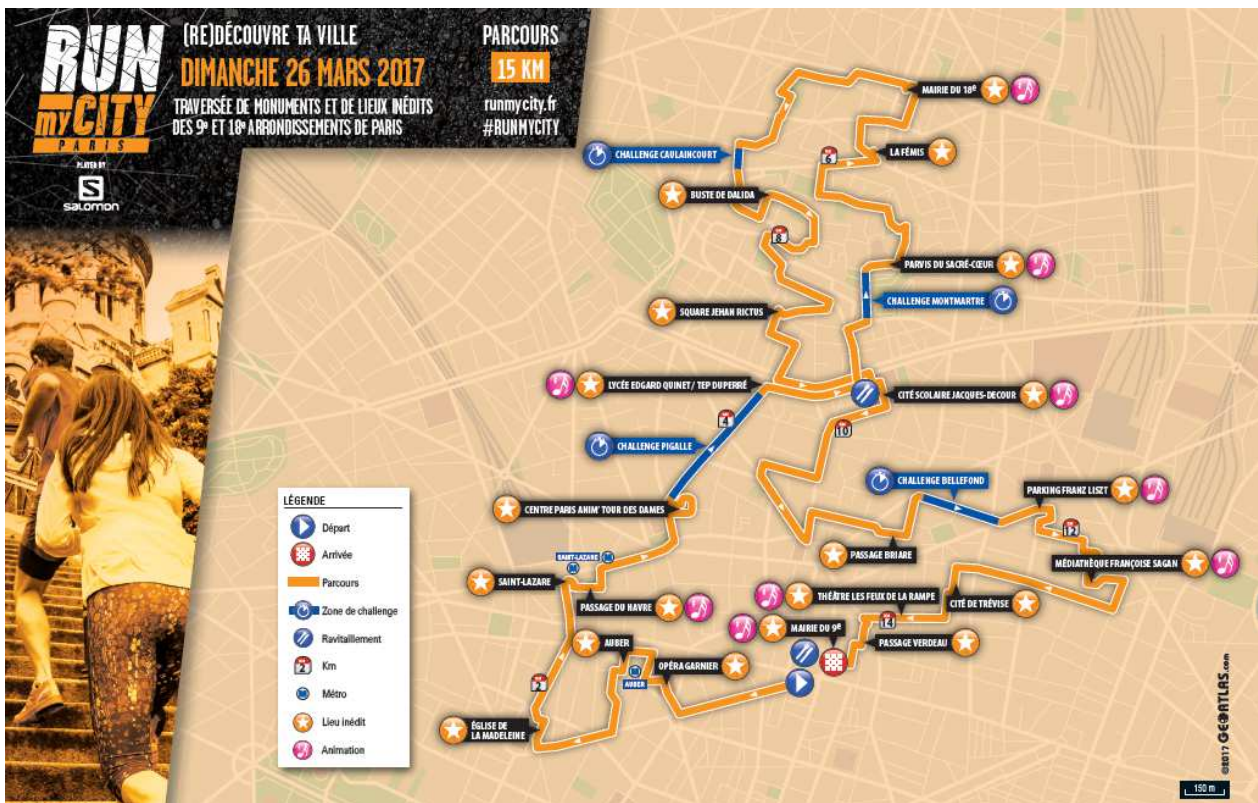 RUN
my CITY
PARIS
PLAYED BY
SALOMON
(RE)DÉCOUVRE TA VILLE
DIMANCHE 26 MARS 2017
TRAVERSÉE DE MONUMENTS ET DE LIEUX INÉDITS
DES 9e ET 18e ARRONDISSEMENTS DE PARIS
PARCOURS
15 KM
runmycity.fr
#RUNMYCITY
MAIRIE DU 18E
CHALLENGE CAULAINCOURT
6
LA FÉMIS
BUSTE DE DALIDA
8
PARVIS DU SACRÉ-CŒUR
CHALLENGE MONTMARTRE
SQUARE JEHAN RICTUS
LYCÉE EDGARD QUINET / TEP DUPERRÉ
CITÉ SCOLAIRE JACQUES-DECOUR
4
10
CHALLENGE PIGALLE
CHALLENGE BELLEFOND
PARKING FRANZ LISZT
CENTRE PARIS ANIM' TOUR DES DAMES
12
PASSAGE BRIARE
SAINT-LAZARE
MÉDIATHÈQUE FRANÇOISE SAGAN
SAINT-LAZARE
THÉÂTRE LES FEUX DE LA RAMPE
CITÉ DE TRÉVISE
PASSAGE DU HAVRE
14
MAIRIE DU 9E
AUBER
PASSAGE VERDEAU
OPÉRA GARNIER
2
AUBER
ÉGLISE DE
LA MADELEINE
LÉGENDE
Départ
Arrivée
Parcours
Zone de challenge
Ravitaillement
2
Km
Métro
Lieu inédit
Animation
©2017 GEOATLAS.com
150 m